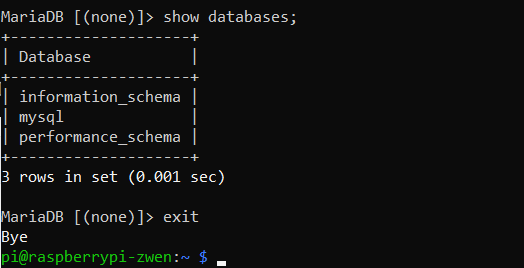 MariaDB [(none)]> show databases;
+--------------------+
| Database           |
+--------------------+
| information_schema |
| mysql              |
| performance_schema |
+--------------------+
3 rows in set (0.001 sec)

MariaDB [(none)]> exit
Bye
pi@raspberrypi-zwen:~ $